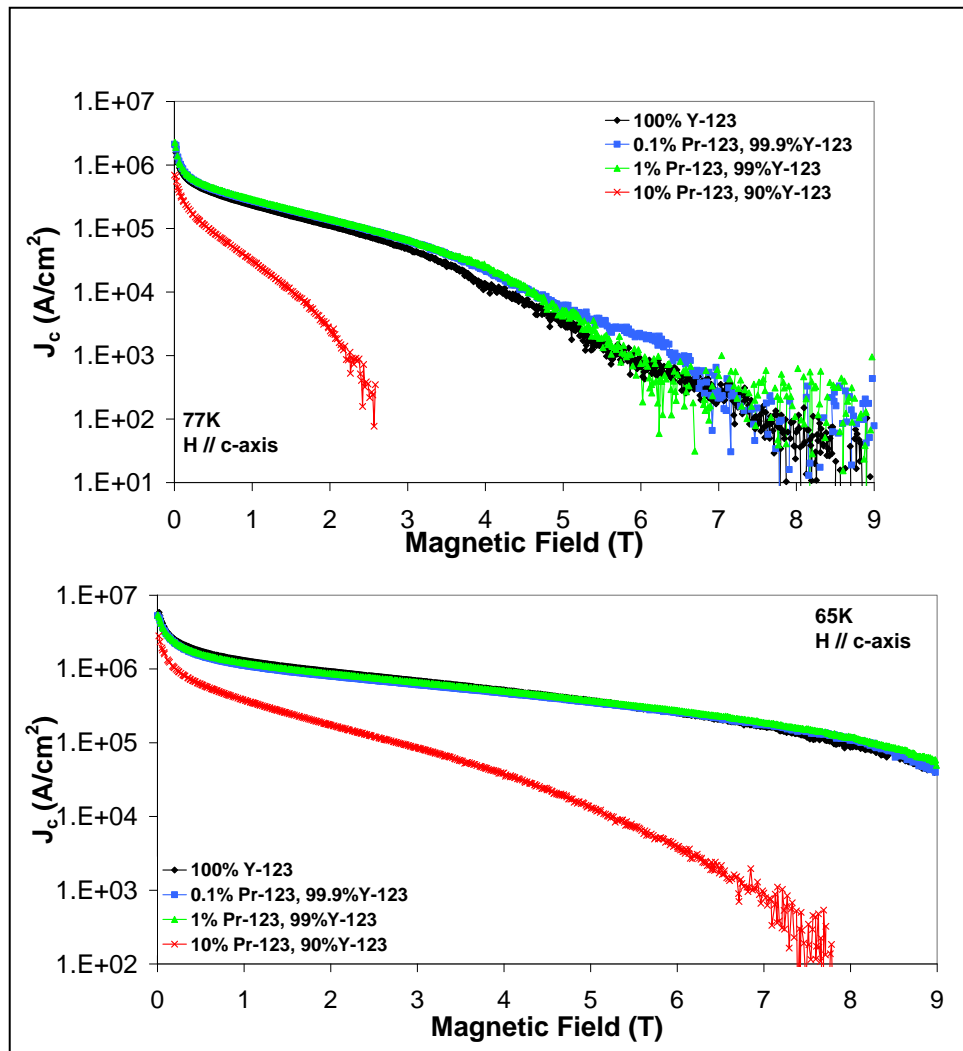 1.E+07
1.E+06
1.E+05
1.E+04
1.E+03
1.E+02
1.E+01
J_c (A/cm²)
100% Y-123
0.1% Pr-123, 99.9%Y-123
1% Pr-123, 99%Y-123
10% Pr-123, 90%Y-123
77K
H // c-axis
0 1 2 3 4 5 6 7 8 9
Magnetic Field (T)
1.E+07
1.E+06
1.E+05
1.E+04
1.E+03
1.E+02
J_c (A/cm²)
65K
H // c-axis
100% Y-123
0.1% Pr-123, 99.9%Y-123
1% Pr-123, 99%Y-123
10% Pr-123, 90%Y-123
0 1 2 3 4 5 6 7 8 9
Magnetic Field (T)